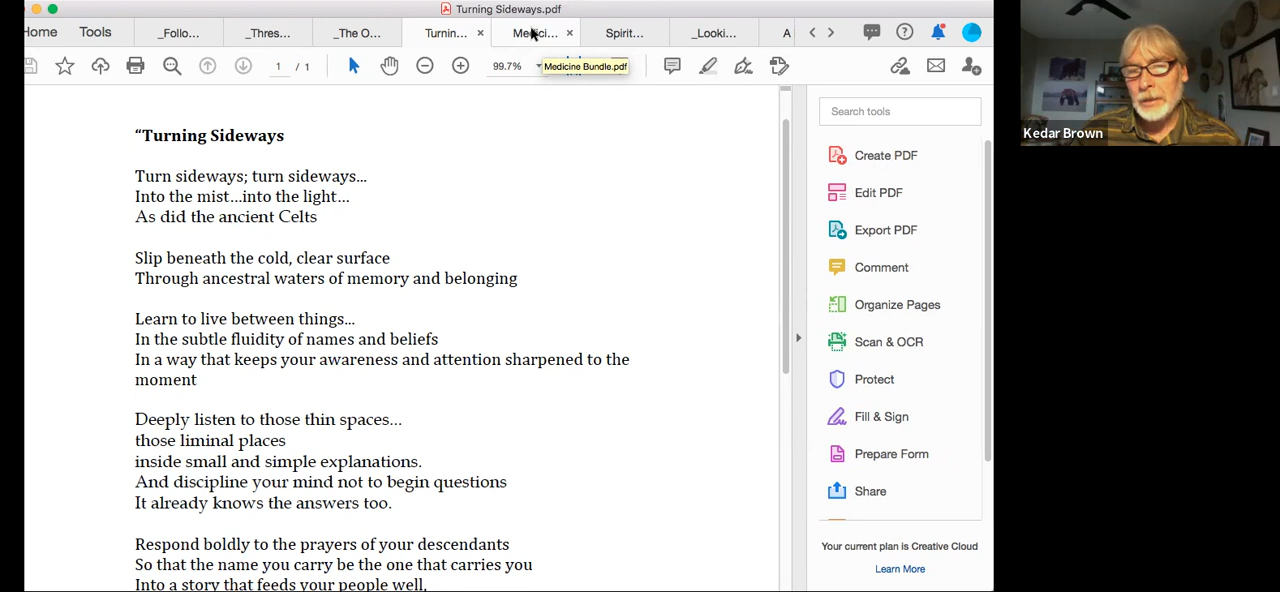 Turning Sideways.pdf
Home
Tools
_Follo...
_Thres...
_The O...
Turnin...
Medici...
Spirit...
_Looki...
A
1 / 1
99.7%
Medicine Bundle.pdf
“Turning Sideways
Turn sideways; turn sideways…
Into the mist…into the light…
As did the ancient Celts
Slip beneath the cold, clear surface
Through ancestral waters of memory and belonging
Learn to live between things…
In the subtle fluidity of names and beliefs
In a way that keeps your awareness and attention sharpened to the
moment
Deeply listen to those thin spaces…
those liminal places
inside small and simple explanations.
And discipline your mind not to begin questions
It already knows the answers too.
Respond boldly to the prayers of your descendants
So that the name you carry be the one that carries you
Into a story that feeds your people well,
Search tools
Create PDF
Edit PDF
Export PDF
Comment
Organize Pages
Scan & OCR
Protect
Fill & Sign
Prepare Form
Share
Your current plan is Creative Cloud
Learn More
Kedar Brown